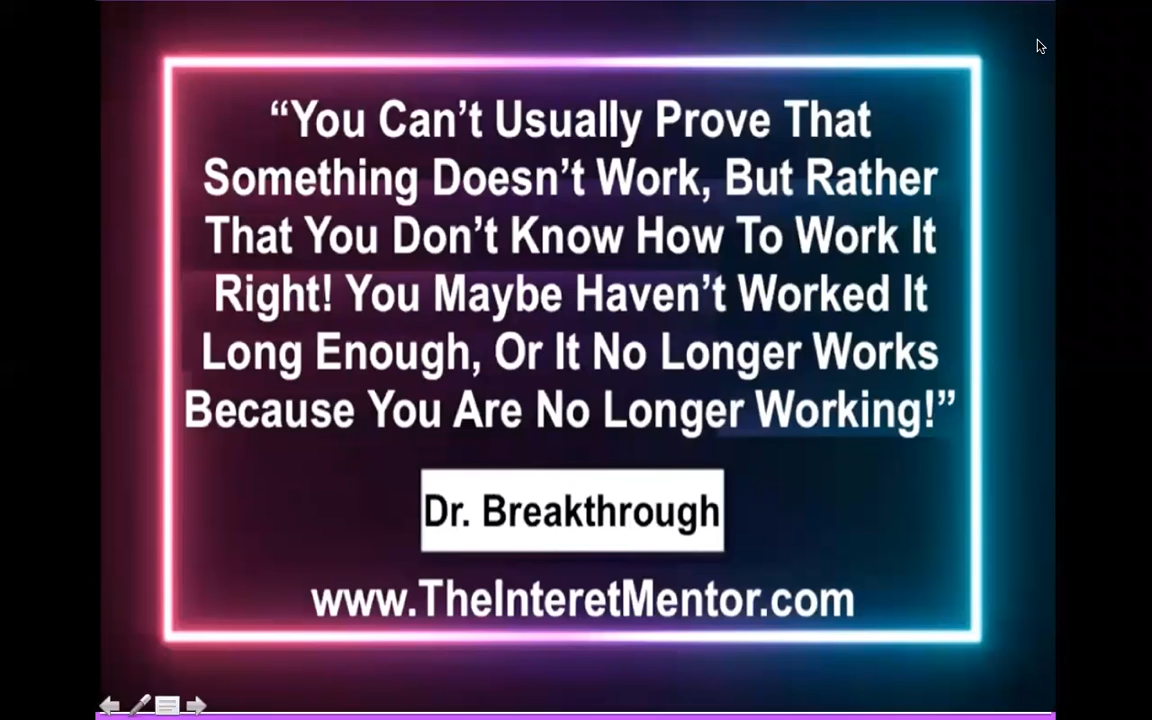 “You Can’t Usually Prove That
Something Doesn’t Work, But Rather
That You Don’t Know How To Work It
Right! You Maybe Haven’t Worked It
Long Enough, Or It No Longer Works
Because You Are No Longer Working!”
Dr. Breakthrough
www.TheInteretMentor.com